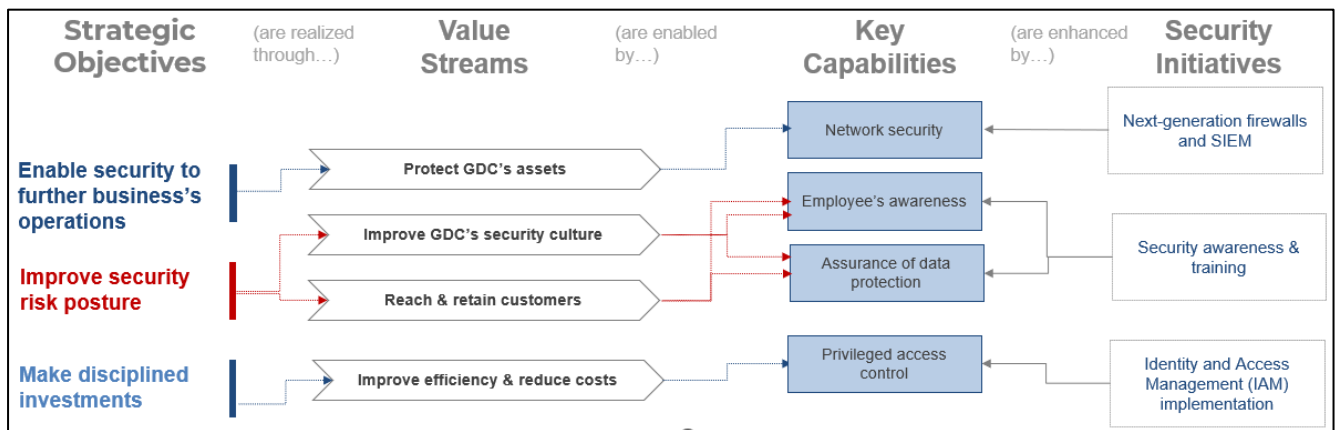 Strategic
Objectives
(are realized
through…)
Value
Streams
(are enabled
by…)
Key
Capabilities
(are enhanced
by…)
Security
Initiatives
Enable security to
further business's
operations
Improve security
risk posture
Make disciplined
investments
Protect GDC's assets
Improve GDC's security culture
Reach & retain customers
Improve efficiency & reduce costs
Network security
Employee's awareness
Assurance of data
protection
Privileged access
control
Next-generation firewalls
and SIEM
Security awareness &
training
Identity and Access
Management (IAM)
implementation